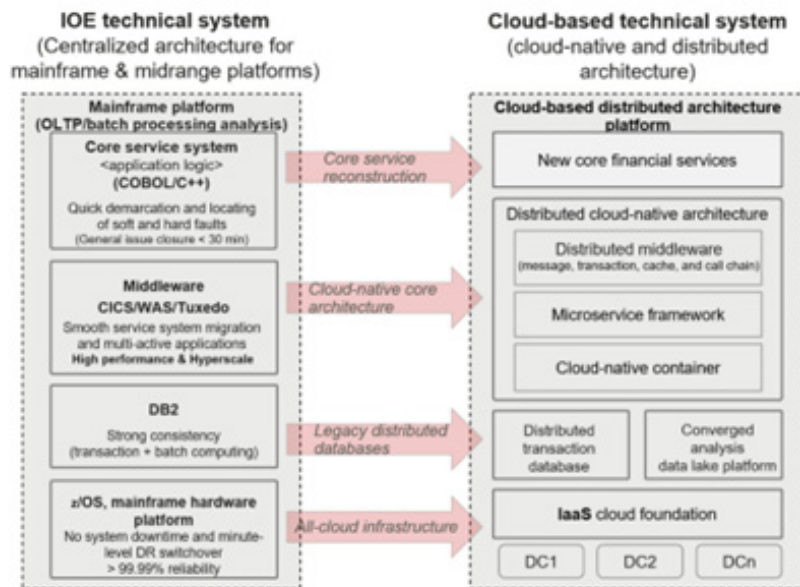 IOE technical system
(Centralized architecture for
mainframe & midrange platforms)
Mainframe platform
(OLTP/batch processing analysis)
Core service system
<application logic>
(COBOL/C++)
Quick demarcation and locating
of soft and hard faults
(General issue closure < 30 min)
Middleware
CICS/WAS/Tuxedo
Smooth service system migration
and multi-active applications
High performance & Hyperscale
DB2
Strong consistency
(transaction + batch computing)
z/OS, mainframe hardware
platform
No system downtime and minute-
level DR switchover
> 99.99% reliability
Core service
reconstruction
Cloud-native core
architecture
Legacy distributed
databases
All-cloud infrastructure
Cloud-based technical system
(cloud-native and distributed
architecture)
Cloud-based distributed architecture
platform
New core financial services
Distributed cloud-native architecture
Distributed middleware
(message, transaction, cache, and call chain)
Microservice framework
Cloud-native container
Distributed
transaction
database
Converged
analysis
data lake platform
IaaS cloud foundation
DC1
DC2
DCn